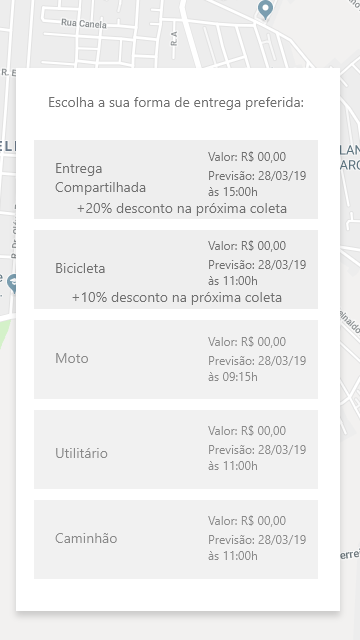 Rua Canela
R. A
R. E
Escolha a sua forma de entrega preferida:
Entrega
Compartilhada
Valor: R$ 00,00
Previsão: 28/03/19
às 15:00h
+20% desconto na próxima coleta
Bicicleta
Valor: R$ 00,00
Previsão: 28/03/19
às 11:00h
+10% desconto na próxima coleta
Moto
Valor: R$ 00,00
Previsão: 28/03/19
às 09:15h
Utilitário
Valor: R$ 00,00
Previsão: 28/03/19
às 11:00h
Caminhão
Valor: R$ 00,00
Previsão: 28/03/19
às 11:00h